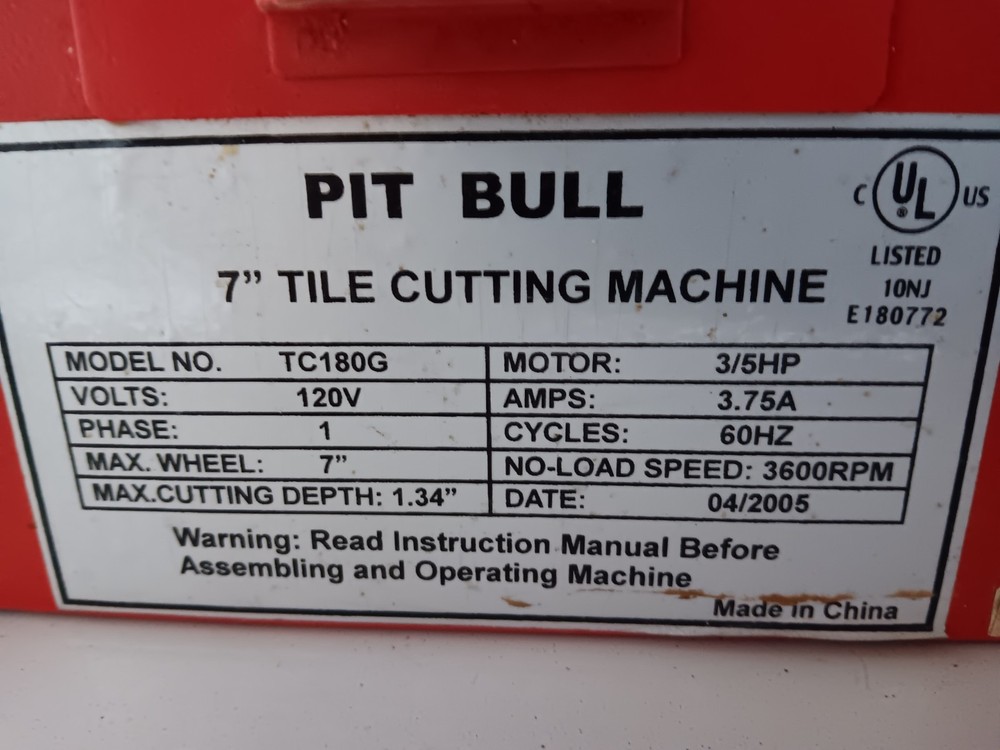 PIT BULL
C UL US
®
LISTED
10NJ
E180772
7” TILE CUTTING MACHINE
MODEL NO. TC180G MOTOR: 3/5HP
VOLTS: 120V AMPS: 3.75A
PHASE: 1 CYCLES: 60HZ
MAX. WHEEL: 7” NO-LOAD SPEED: 3600RPM
MAX.CUTTING DEPTH: 1.34” DATE: 04/2005
Warning: Read Instruction Manual Before
Assembling and Operating Machine
Made in China